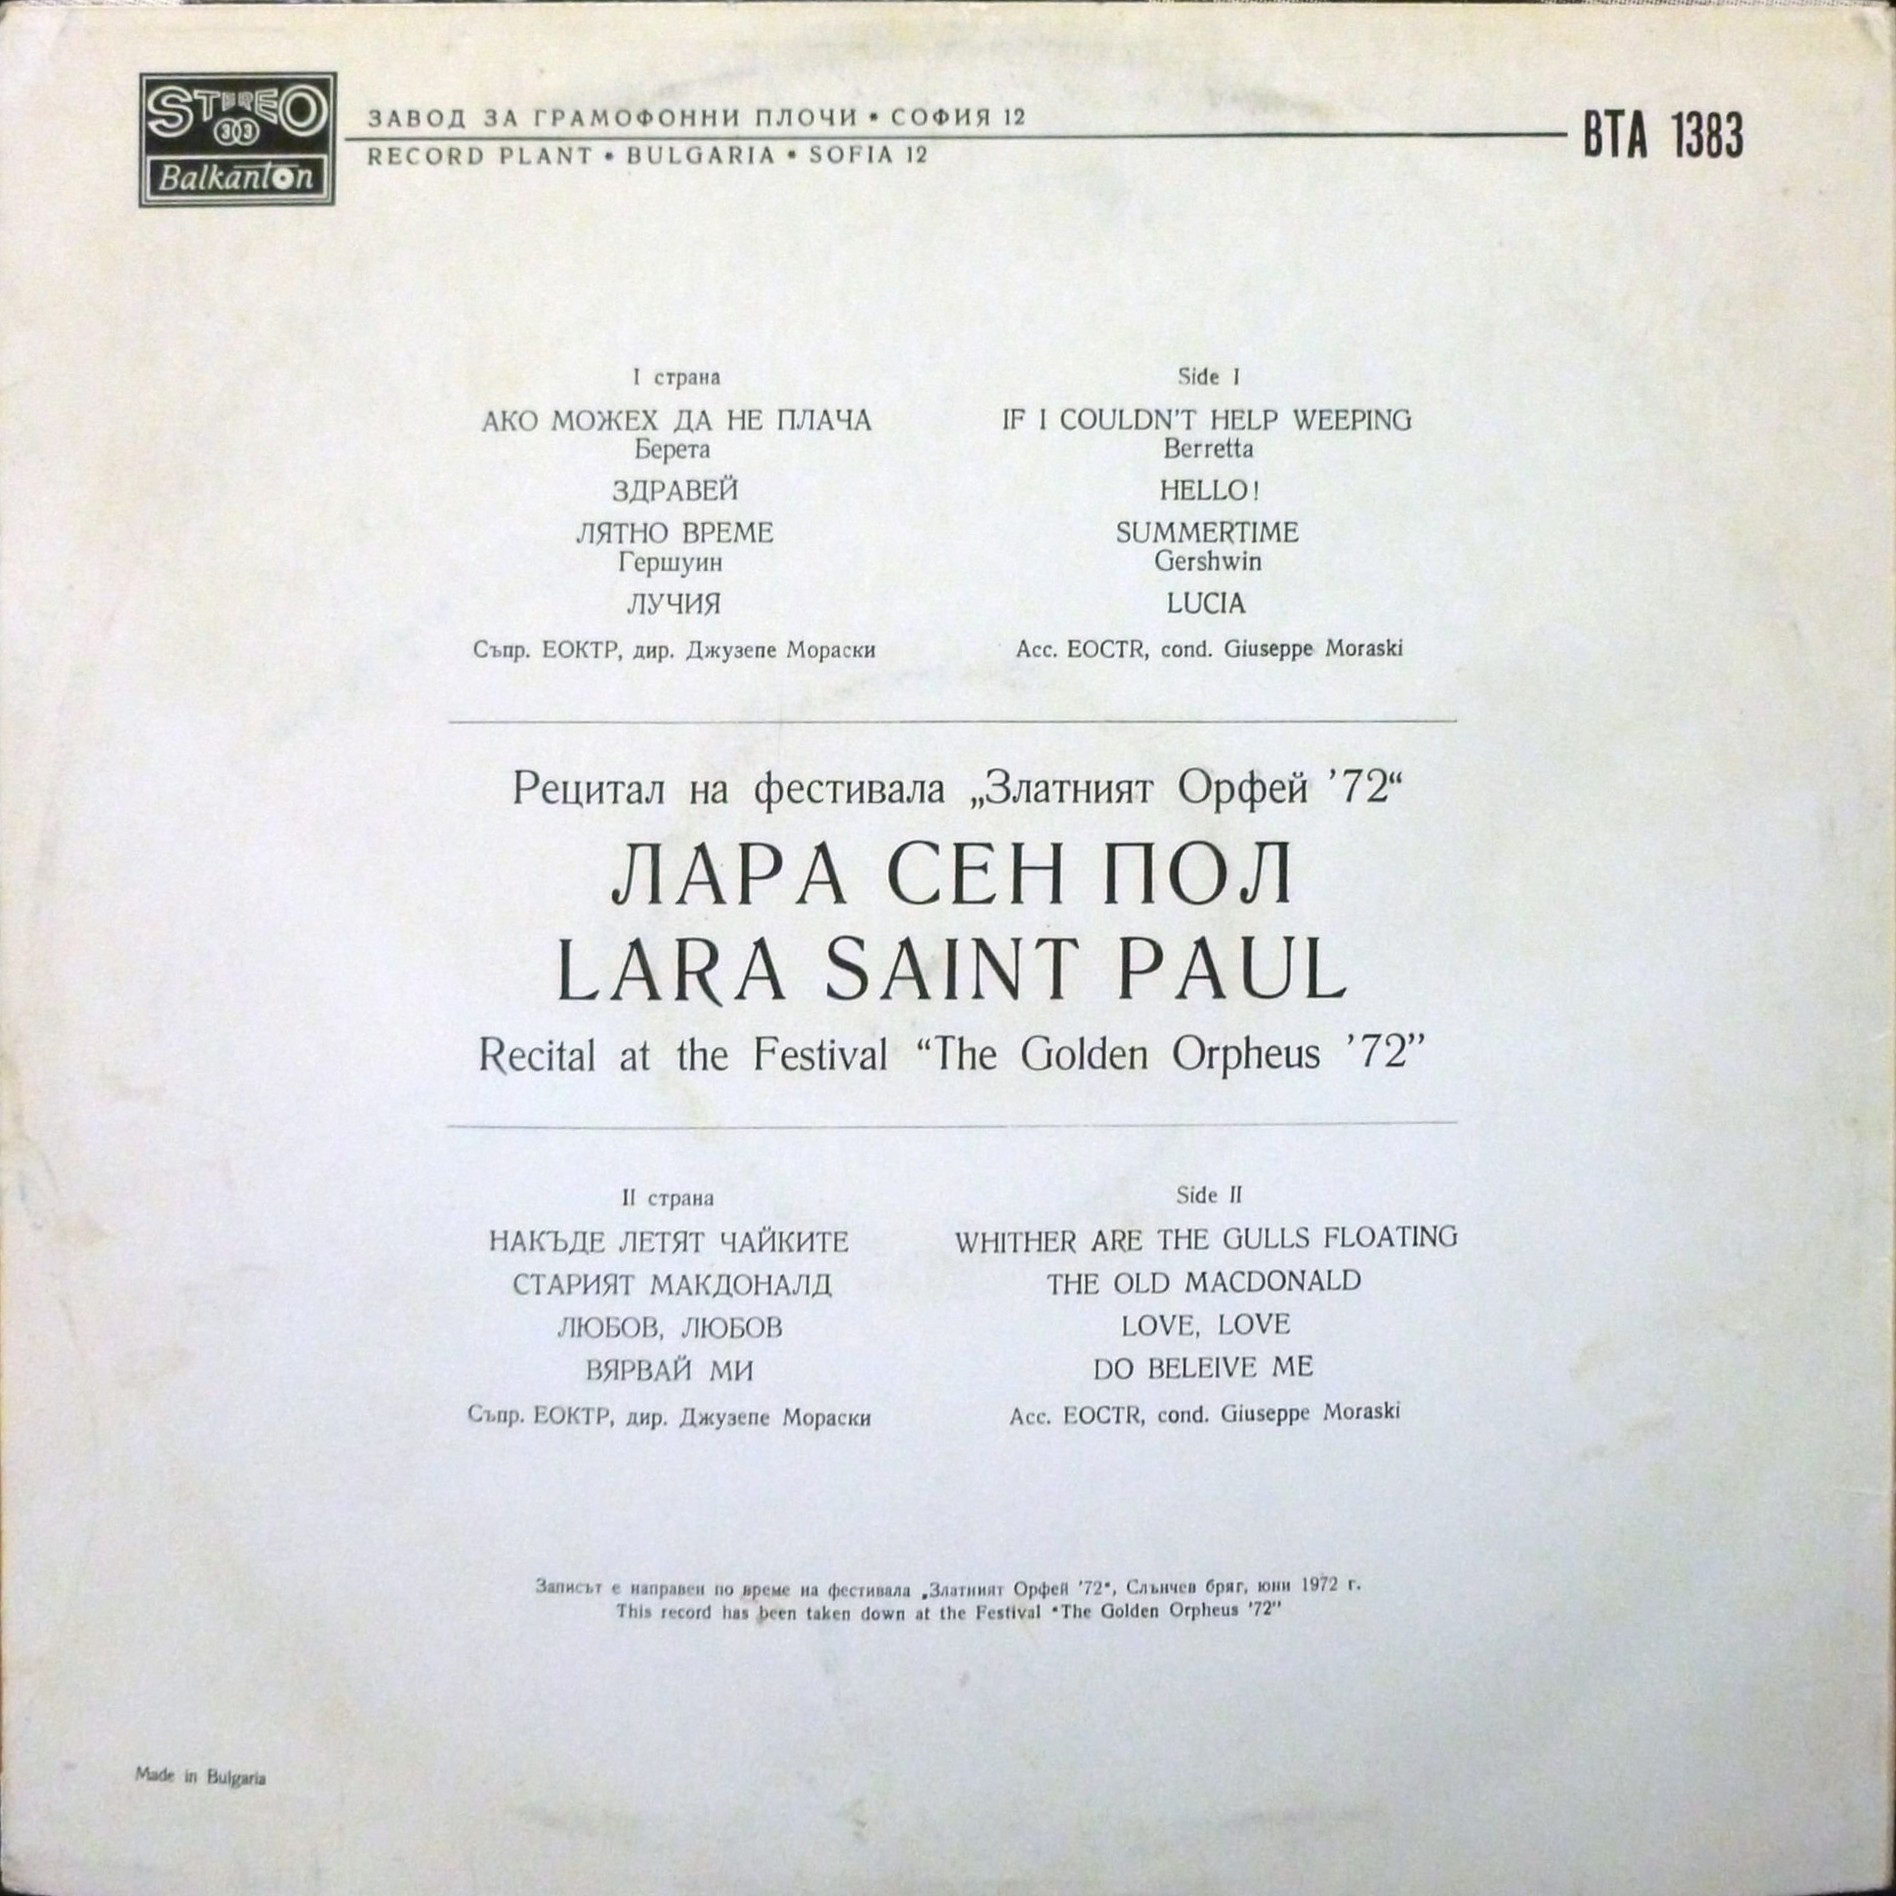 STEREO
33
Balkanton
ЗАВОД ЗА ГРАМОФОННИ ПЛОЧИ • СОФИЯ 12
RECORD PLANT • BULGARIA • SOFIA 12
ВТА 1383
I страна
АКО МОЖЕХ ДА НЕ ПЛАЧА
Берета
ЗДРАВЕЙ
ЛЯТНО ВРЕМЕ
Гершуин
ЛУЧИЯ
Съпр. ЕОКТР, дир. Джузепе Мораски
Side I
IF I COULDN'T HELP WEEPING
Berretta
HELLO!
SUMMERTIME
Gershwin
LUCIA
Acc. EOCTR, cond. Giuseppe Moraski
Рецитал на фестивала „Златният Орфей ’72“
ЛАРА СЕН ПОЛ
LARA SAINT PAUL
Recital at the Festival “The Golden Orpheus ’72”
II страна
НАКЪДЕ ЛЕТЯТ ЧАЙКИТЕ
СТАРИЯТ МАКДОНАЛД
ЛЮБОВ, ЛЮБОВ
ВЯРВАЙ МИ
Съпр. ЕОКТР, дир. Джузепе Мораски
Side II
WHITHER ARE THE GULLS FLOATING
THE OLD MACDONALD
LOVE, LOVE
DO BELEIVE ME
Acc. EOCTR, cond. Giuseppe Moraski
Записът е направен по време на фестивала „Златният Орфей ’72“, Слънчев бряг, юни 1972 г.
This record has been taken down at the Festival “The Golden Orpheus ’72”
Made in Bulgaria